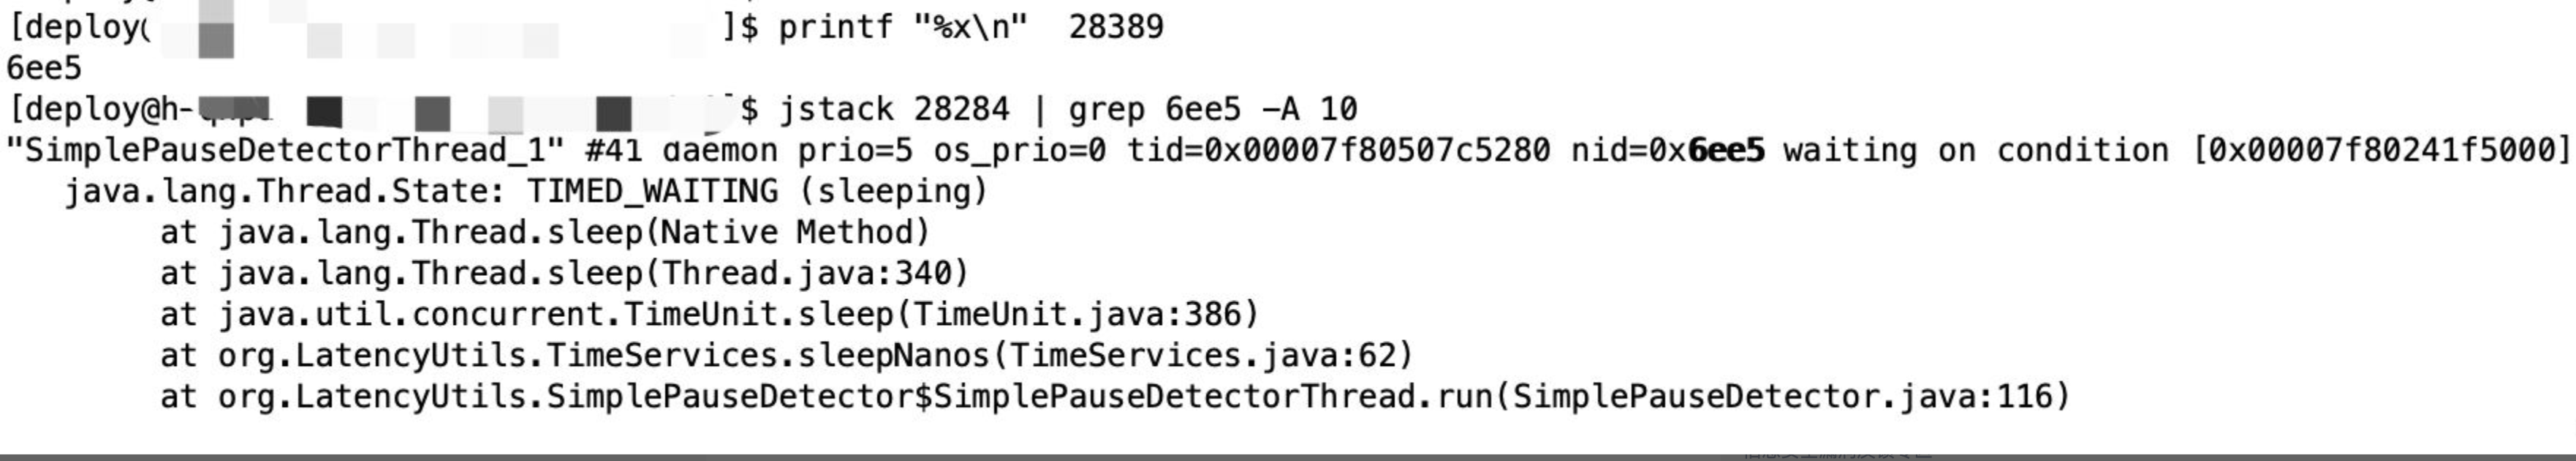 [deploy( ]$ printf "%x\n"  28389
6ee5
[deploy@h- $ jstack 28284 | grep 6ee5 -A 10
"SimplePauseDetectorThread_1" #41 daemon prio=5 os_prio=0 tid=0x00007f80507c5280 nid=0x6ee5 waiting on condition [0x00007f80241f5000]
   java.lang.Thread.State: TIMED_WAITING (sleeping)
        at java.lang.Thread.sleep(Native Method)
        at java.lang.Thread.sleep(Thread.java:340)
        at java.util.concurrent.TimeUnit.sleep(TimeUnit.java:386)
        at org.LatencyUtils.TimeServices.sleepNanos(TimeServices.java:62)
        at org.LatencyUtils.SimplePauseDetector$SimplePauseDetectorThread.run(SimplePauseDetector.java:116)